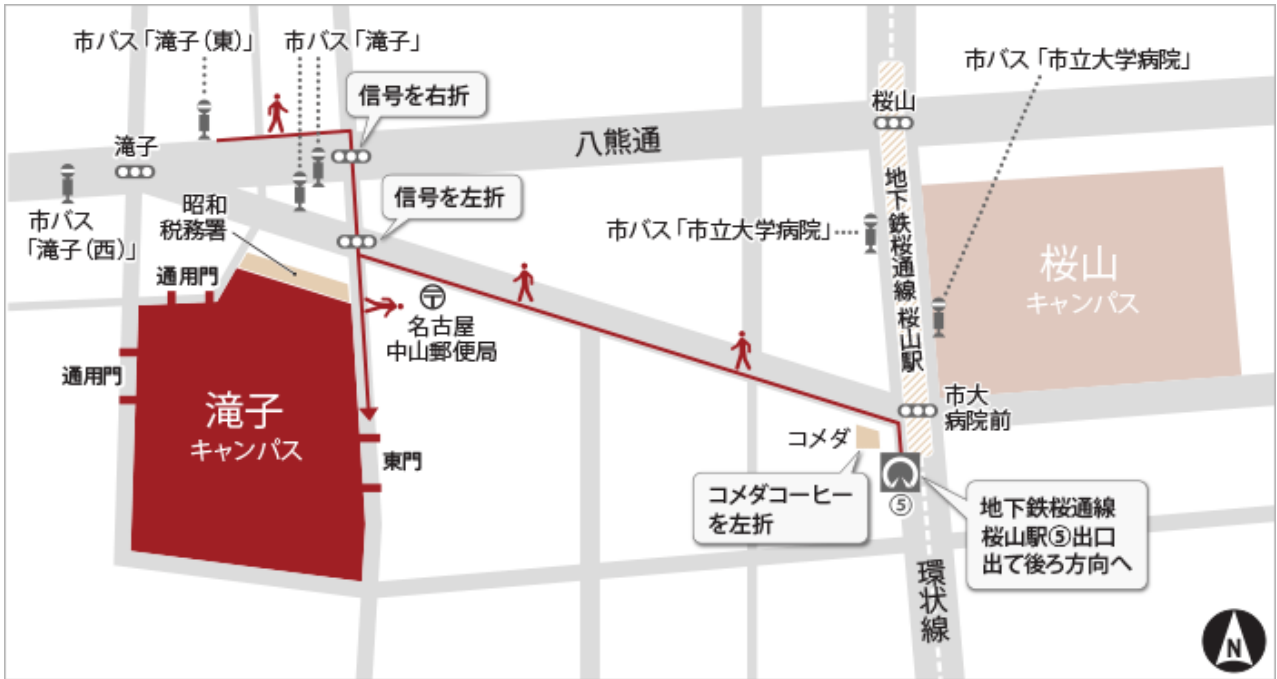 市バス「滝子(東)」
市バス「滝子」
市バス「市立大学病院」
信号を右折
桜山
八熊通
滝子
信号を左折
昭和
税務署
市バス
「滝子(西)」
市バス「市立大学病院」
地下鉄桜通線 桜山駅
桜山
キャンパス
通用門
名古屋
中山郵便局
通用門
滝子
キャンパス
東門
市大
病院前
コメダ
コメダコーヒー
を左折
⑤
地下鉄桜通線
桜山駅⑤出口
出て後ろ方向へ
環状線
N